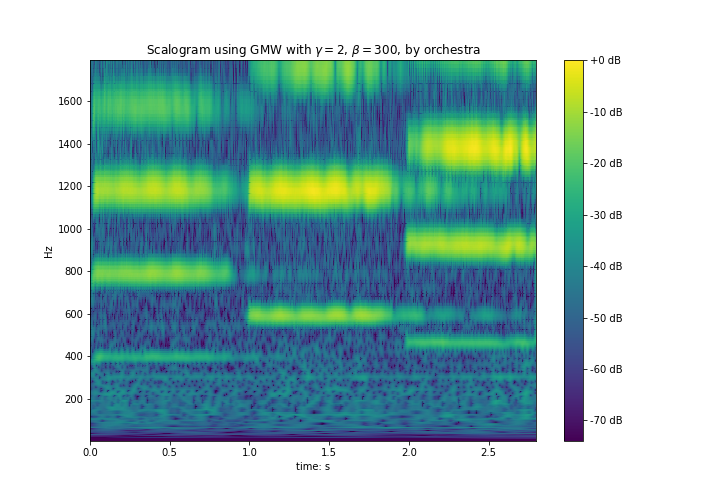 Scalogram using GMW with γ = 2, β = 300, by orchestra
Hz
1600
1400
1200
1000
800
600
400
200
0.0 0.5 1.0 1.5 2.0 2.5
time: s
+0 dB
-10 dB
-20 dB
-30 dB
-40 dB
-50 dB
-60 dB
-70 dB